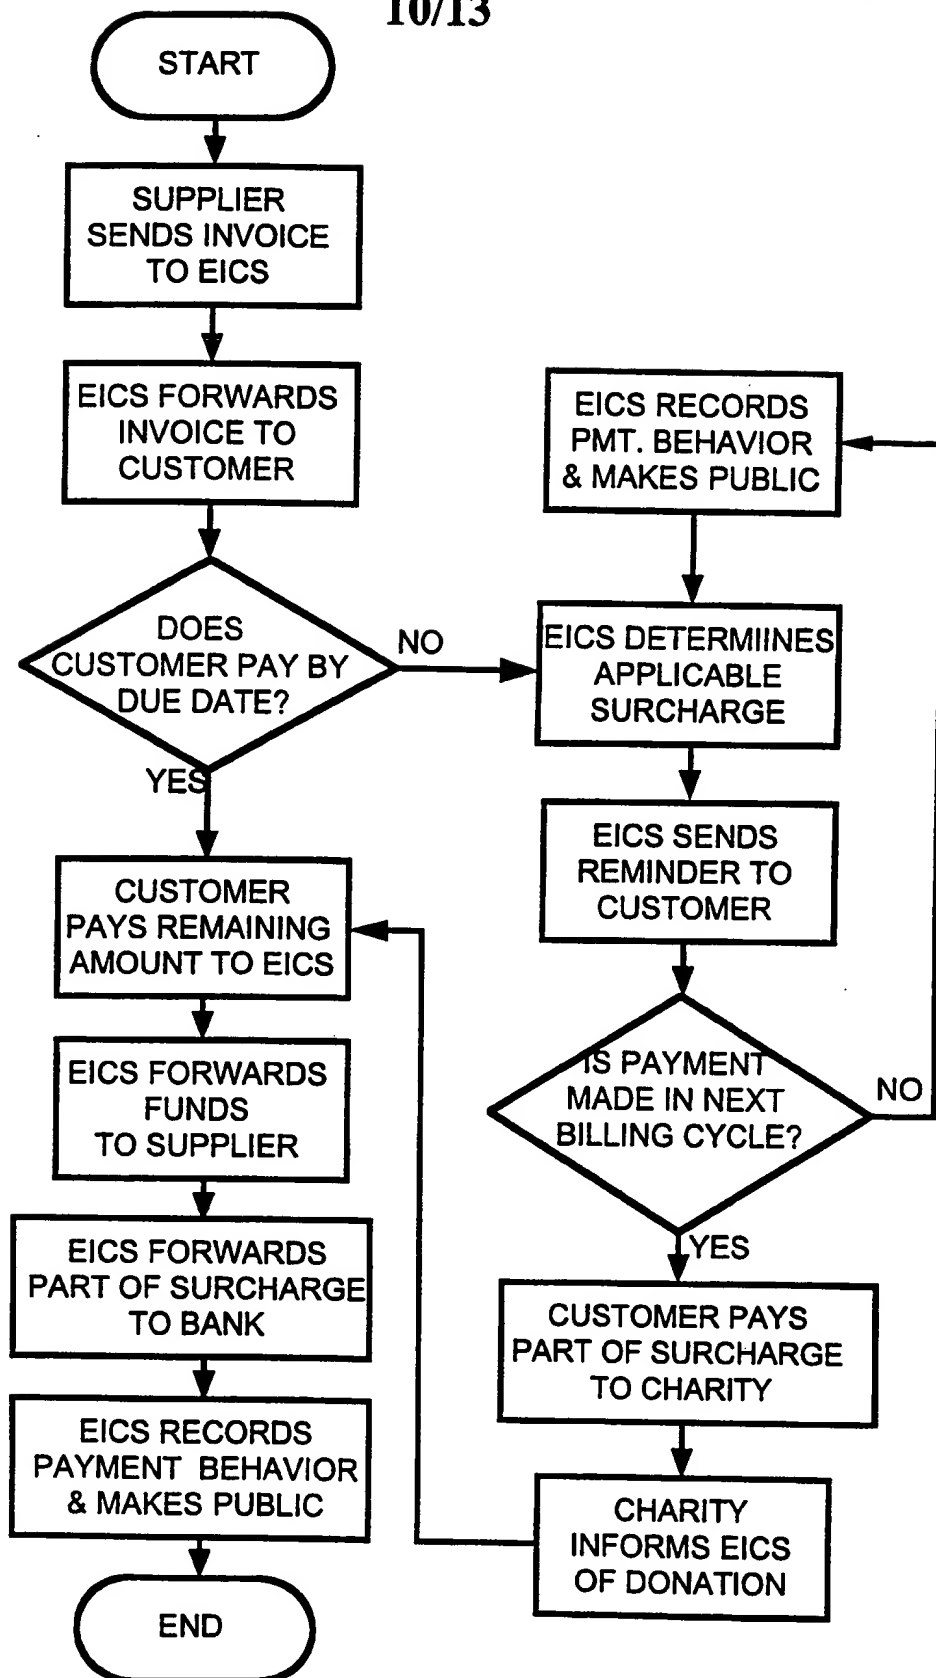 10/13
START
SUPPLIER
SENDS INVOICE
TO EICS
EICS FORWARDS
INVOICE TO
CUSTOMER
DOES
CUSTOMER PAY BY
DUE DATE?
NO
YES
CUSTOMER
PAYS REMAINING
AMOUNT TO EICS
EICS FORWARDS
FUNDS
TO SUPPLIER
EICS FORWARDS
PART OF SURCHARGE
TO BANK
EICS RECORDS
PAYMENT BEHAVIOR
& MAKES PUBLIC
END
EICS RECORDS
PMT. BEHAVIOR
& MAKES PUBLIC
EICS DETERMIINES
APPLICABLE
SURCHARGE
EICS SENDS
REMINDER TO
CUSTOMER
IS PAYMENT
MADE IN NEXT
BILLING CYCLE?
NO
YES
CUSTOMER PAYS
PART OF SURCHARGE
TO CHARITY
CHARITY
INFORMS EICS
OF DONATION